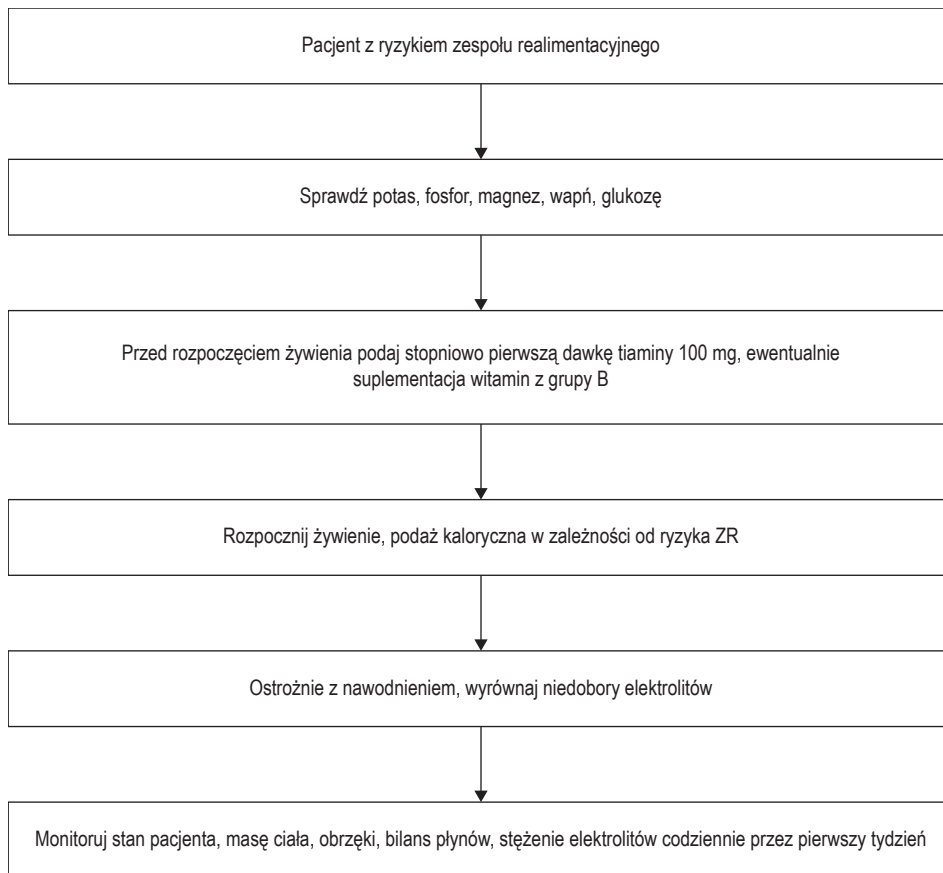 Pacjent z ryzykiem zespołu realimentacyjnego
Sprawdź potas, fosfor, magnez, wapń, glukozę
Przed rozpoczęciem żywienia podaj stopniowo pierwszą dawkę tiaminy 100 mg, ewentualnie
suplementacja witamin z grupy B
Rozpocznij żywienie, podaż kaloryczna w zależności od ryzyka ZR
Ostrożnie z nawodnieniem, wyrównaj niedobory elektrolitów
Monitoruj stan pacjenta, masę ciała, obrzęki, bilans płynów, stężenie elektrolitów codziennie przez pierwszy tydzień